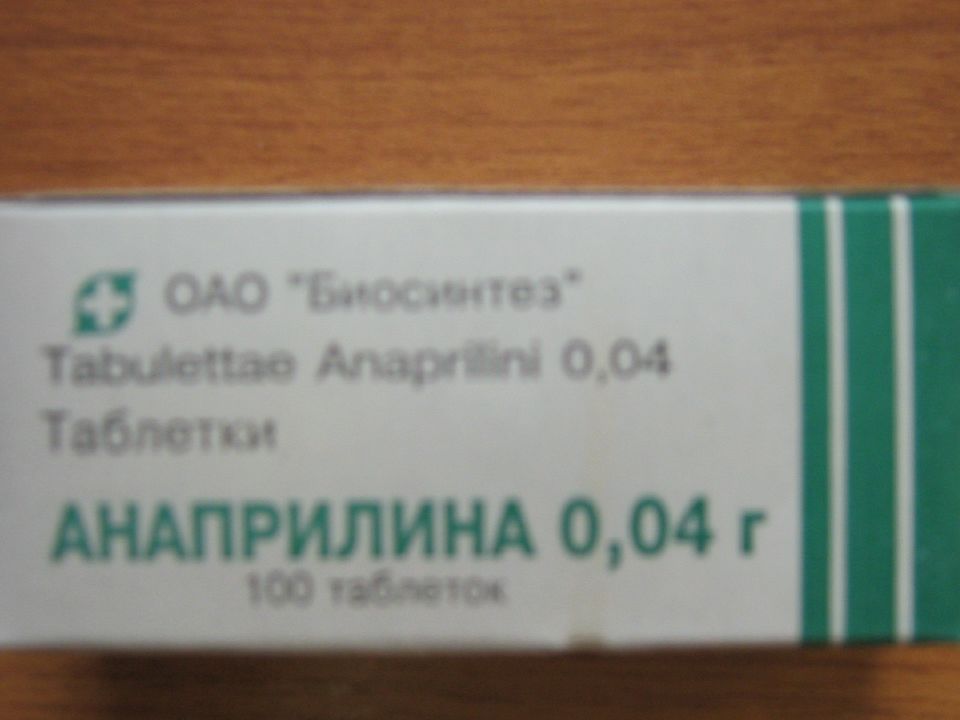 ОАО "Биосинтез"
Tabulettae Anaprilini 0,04
Таблетки
АНАПРИЛИНА 0,04 г
100 таблеток